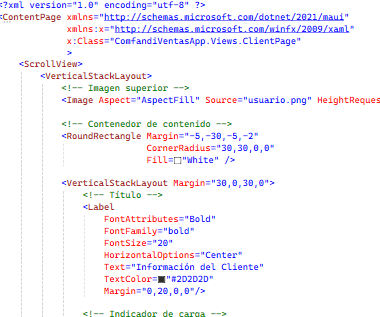 <?xml version="1.0" encoding="utf-8" ?>
<ContentPage xmlns="http://schemas.microsoft.com/dotnet/2021/maui"
xmlns:x="http://schemas.microsoft.com/winfx/2009/xaml"
x:Class="ComfandiVentasApp.Views.ClientPage"
>
<ScrollView>
<VerticalStackLayout>
<!-- Imagen superior -->
<Image Aspect="AspectFill" Source="usuario.png" HeightReques
<!-- Contenedor de contenido -->
<RoundRectangle Margin="-5,-30,-5,-2"
CornerRadius="30,30,0,0"
Fill="White" />
<VerticalStackLayout Margin="30,0,30,0">
<!-- Título -->
<Label
FontAttributes="Bold"
FontFamily="bold"
FontSize="20"
HorizontalOptions="Center"
Text="Información del Cliente"
TextColor="#2D2D2D"
Margin="0,20,0,0"/>
<!-- Indicador de carga -->